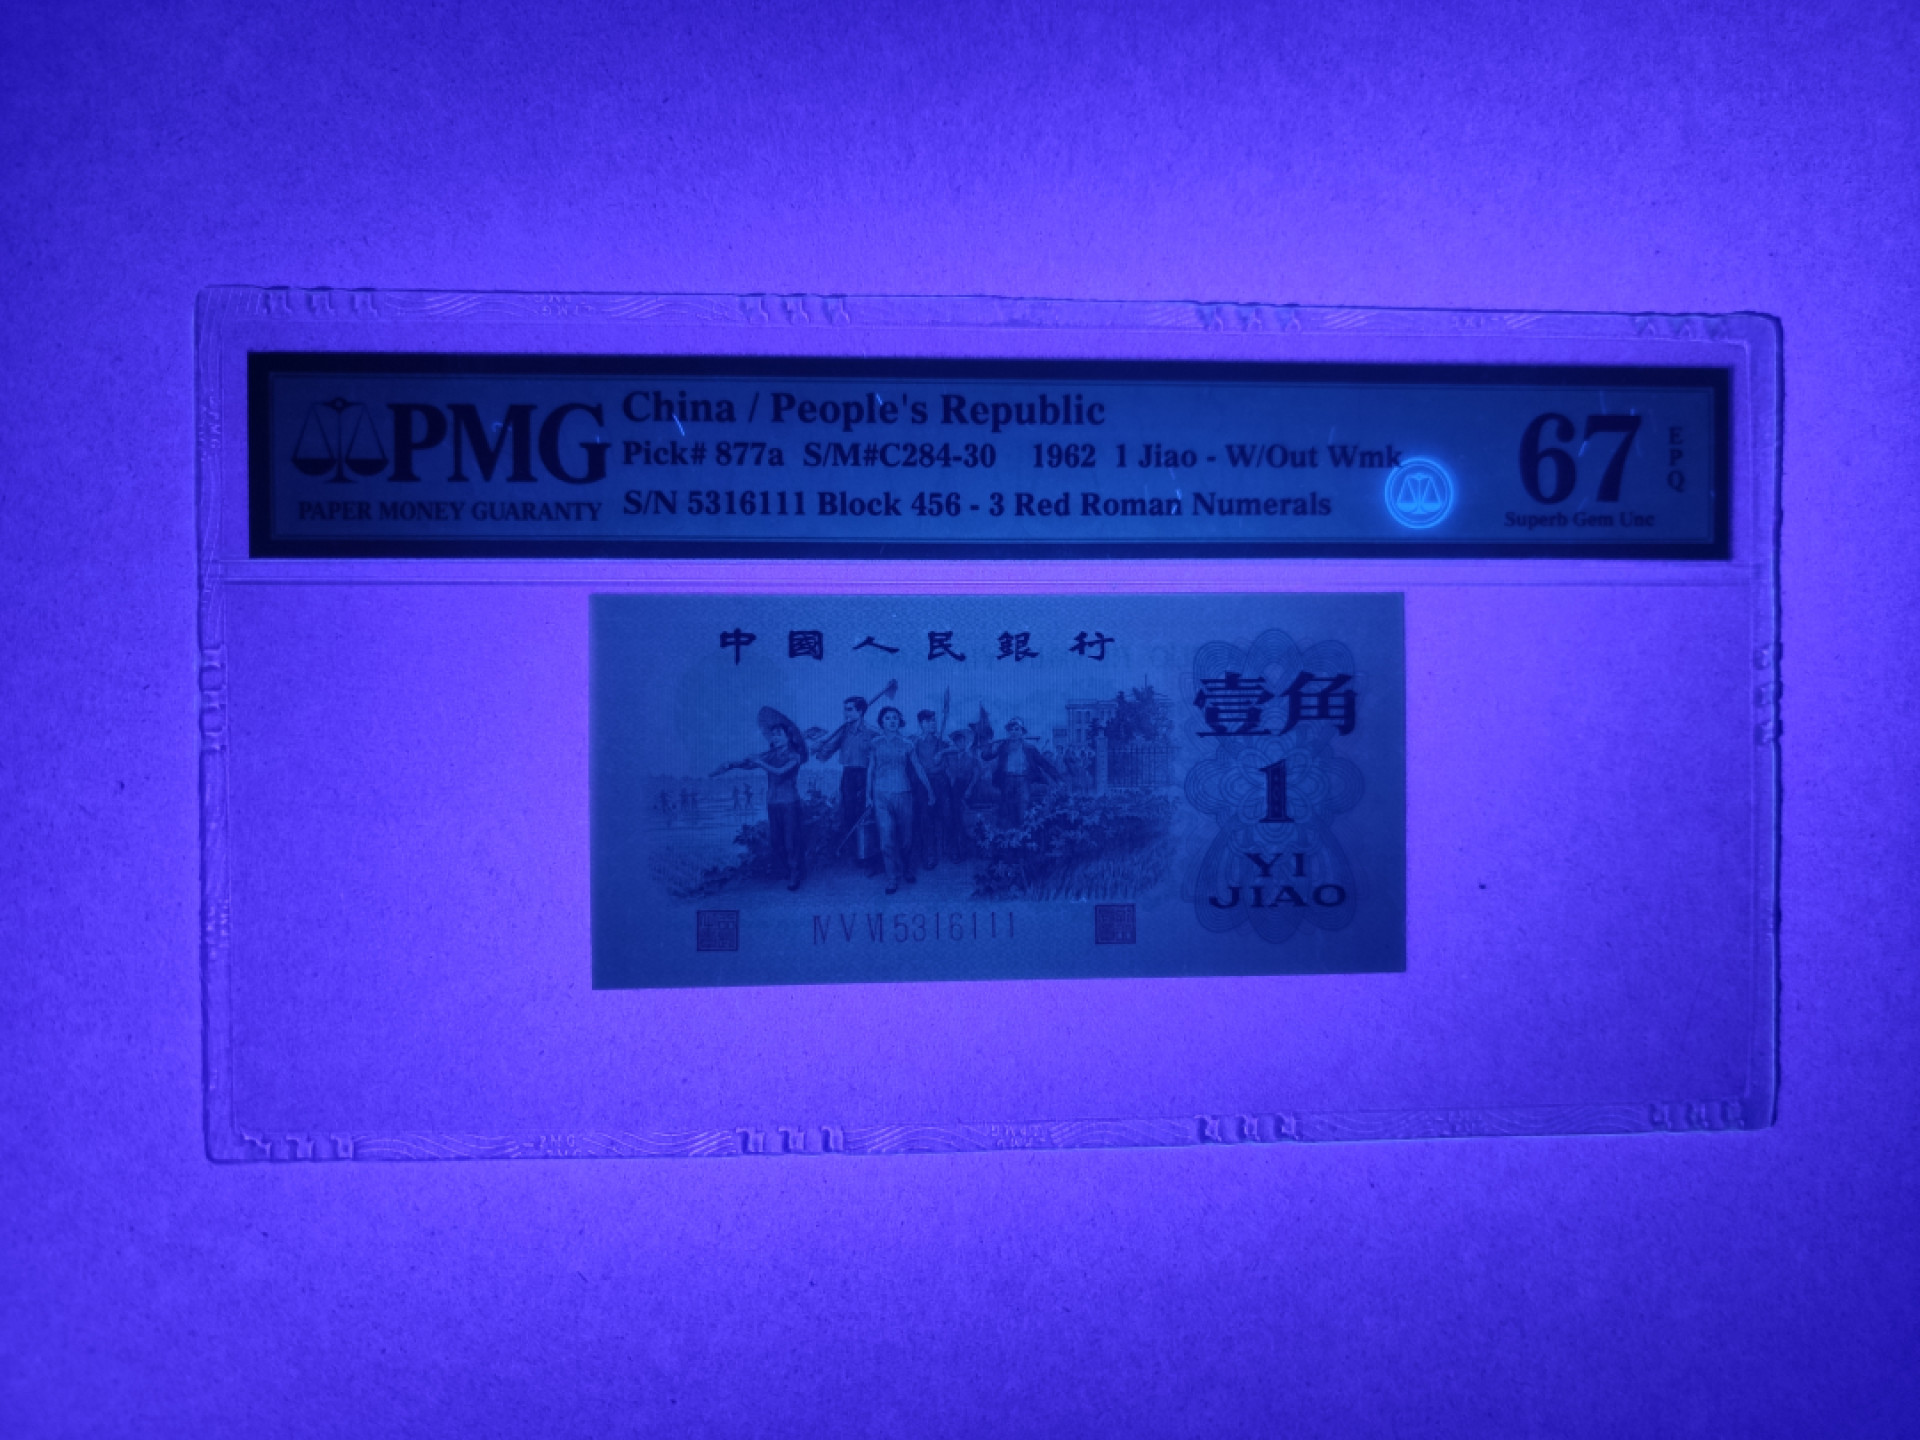 PMG
PAPER MONEY GUARANTY
China / People's Republic
Pick# 877a S/M#C284-30 1962 1 Jiao - W/Out Wmk
S/N 5316111 Block 456 - 3 Red Roman Numerals
67
EPQ
Superb Gem Unc
中國人民銀行
壹角
1
YI
JIAO
Ⅳ Ⅴ Ⅵ 5316111